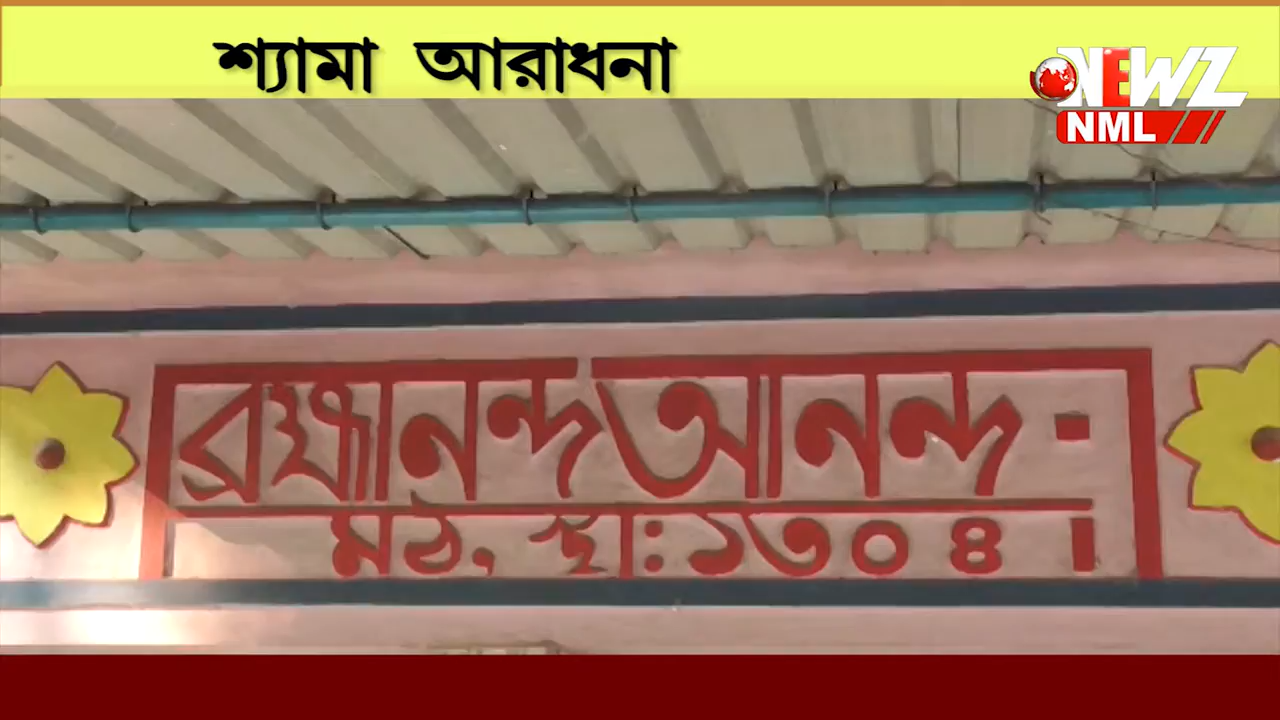 শ্যামা আরাধনা
NEWZ
NML
ব্রহ্মানন্দ আনন্দ -
মঠ, স্থা: ১৩০৪ ।